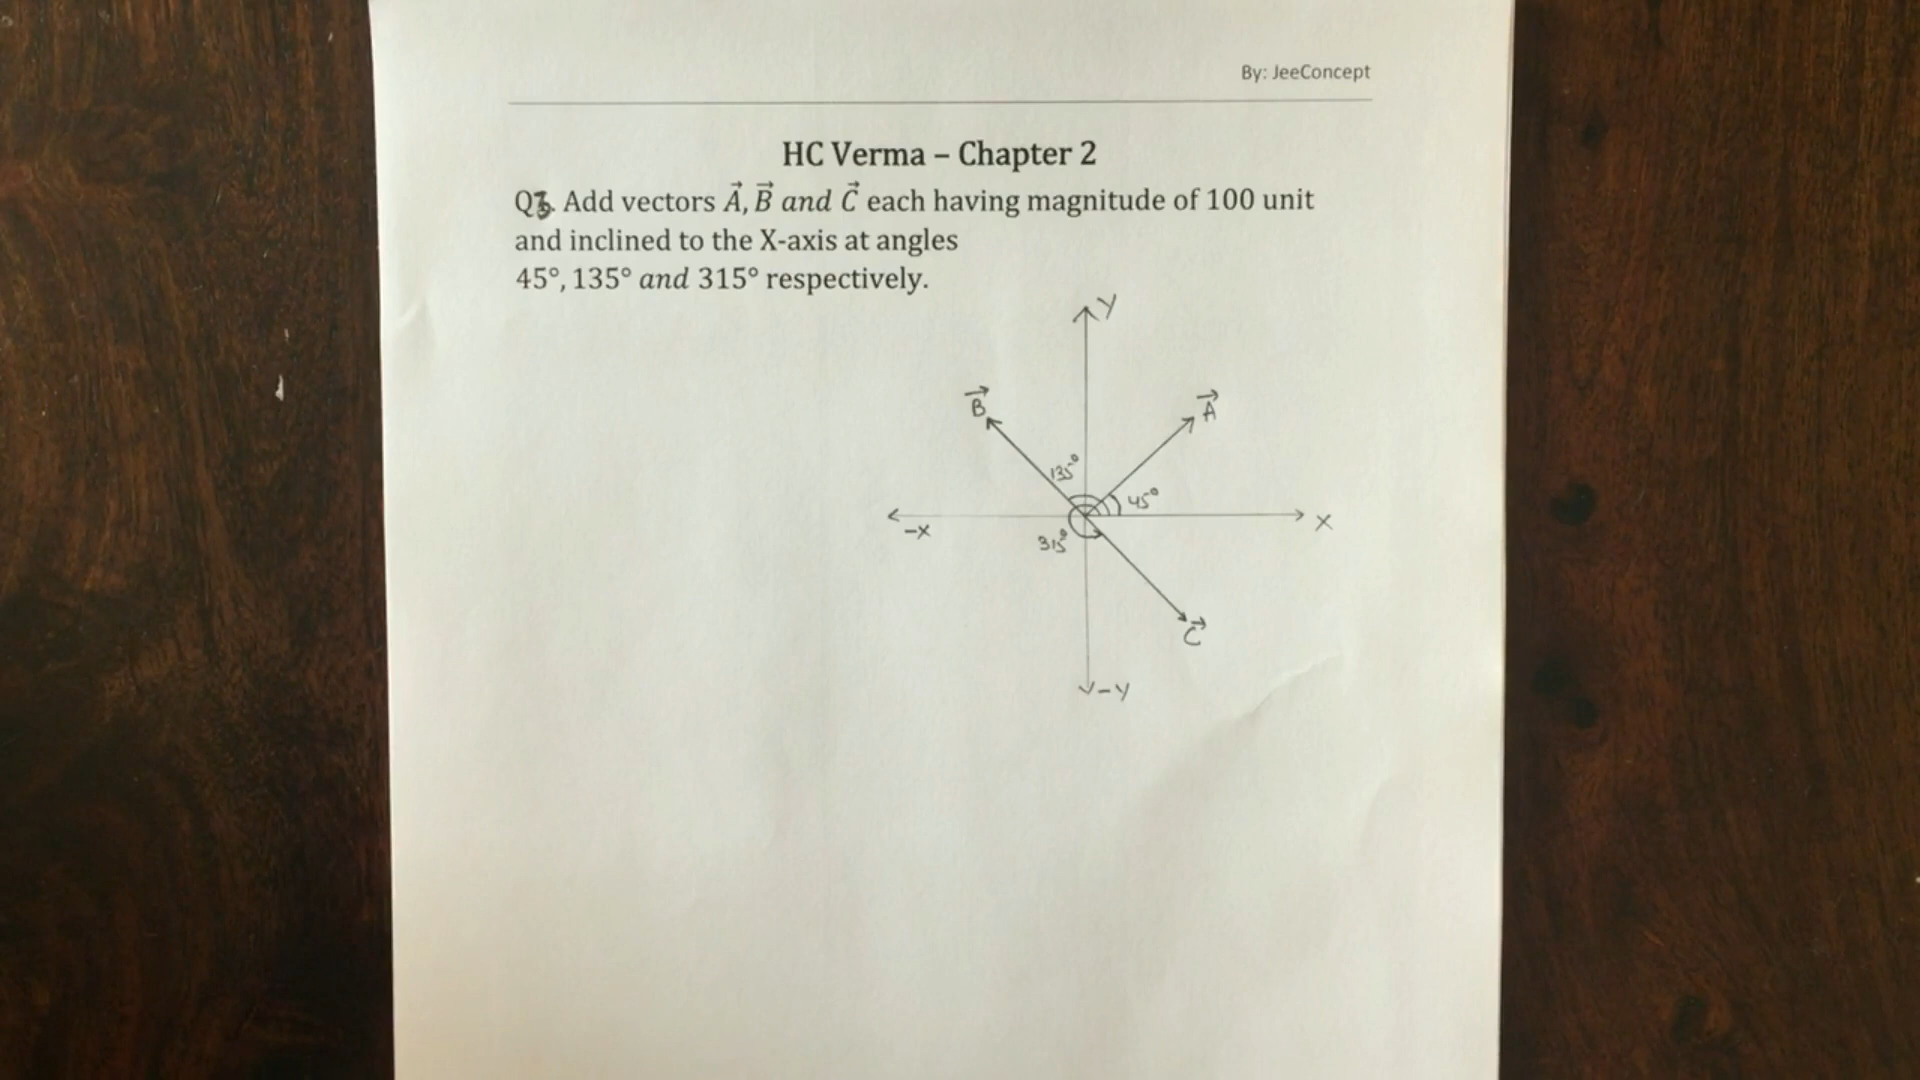 By: JeeConcept
HC Verma – Chapter 2
Q3. Add vectors A⃗, B⃗ and C⃗ each having magnitude of 100 unit
and inclined to the X-axis at angles
45°, 135° and 315° respectively.
y
B⃗
A⃗
135°
45°
-x
x
315°
C⃗
-y